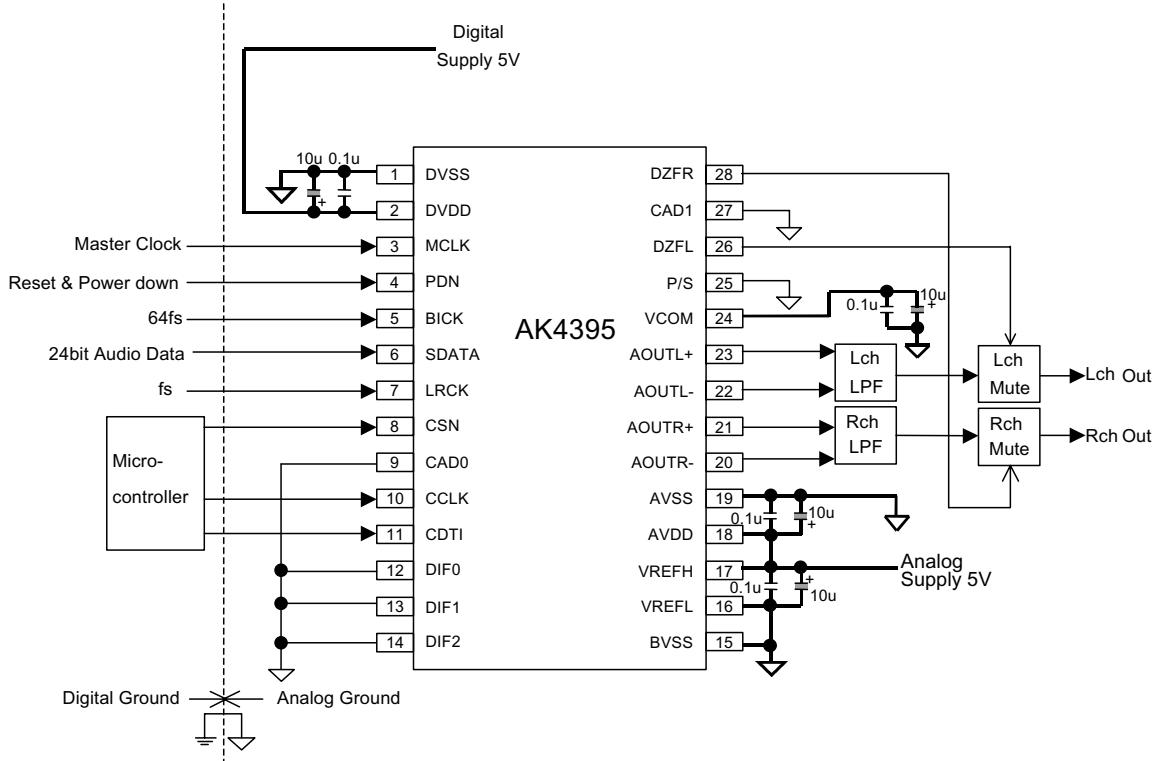 Digital
Supply 5V
10u 0.1u
+
1 DVSS
2 DVDD
Master Clock 3 MCLK
Reset & Power down 4 PDN
64fs 5 BICK
24bit Audio Data 6 SDATA
fs 7 LRCK
Micro-
controller
8 CSN
9 CAD0
10 CCLK
11 CDTI
12 DIF0
13 DIF1
14 DIF2
AK4395
DZFR 28
CAD1 27
DZFL 26
P/S 25
VCOM 24
0.1u 10u
+
AOUTL+ 23
AOUTL- 22
AOUTR+ 21
AOUTR- 20
Lch
LPF
Rch
LPF
Lch
Mute
Rch
Mute
Lch Out
Rch Out
AVSS 19
0.1u 10u
+
AVDD 18
VREFH 17
Analog
Supply 5V
+
0.1u 10u
VREFL 16
BVSS 15
Digital Ground Analog Ground